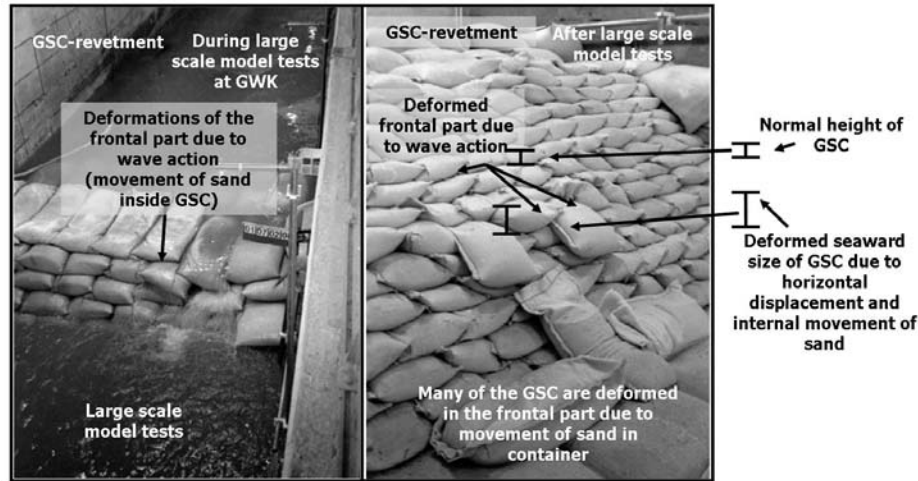 GSC-revetment
During large
scale model tests
at GWK
Deformations of the
frontal part due to
wave action
(movement of sand
inside GSC)
Large scale
model tests
GSC-revetment
After large scale
model tests
Deformed
frontal part due
to wave action
Many of the GSC are deformed
in the frontal part due to
movement of sand in
container
Normal height of
GSC
Deformed seaward
size of GSC due to
horizontal
displacement and
internal movement of
sand